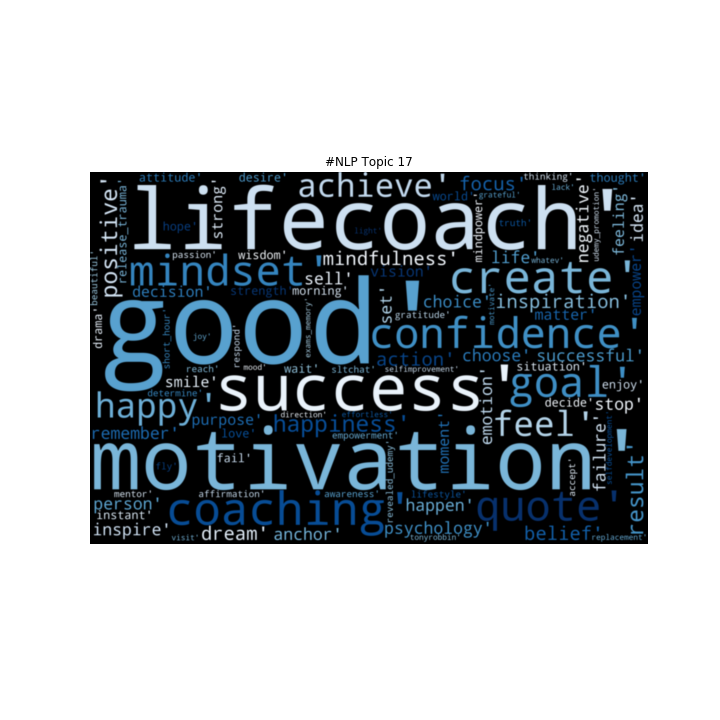 #NLP Topic 17
attitude'
desire'
thinking'
thought'
achieve'
focus'
lack'
positive'
release_trauma'
lifecoach'
strong'
hope'
world'
grateful'
light'
mindpower'
truth'
negative'
udemy_promotion'
feeling'
idea'
beautiful'
passion'
wisdom'
mindfulness'
life'
whatev'
mindset'
sell'
vision'
create'
empower'
decision'
strength'
morning'
set'
choice'
motivate'
inspiration'
drama'
good'
gratitude'
matter'
confidence'
short_hour'
joy'
respond'
exams_memory'
action'
choose'
successful'
reach'
mood'
wait'
sitchat'
selfimprovement'
situation'
smile'
success'
goal'
enjoy'
determine'
emotion'
decide'
stop'
happy'
direction'
effortless'
purpose'
happiness'
feel'
failure'
remember'
love'
empowerment'
moment'
motivation'
fail'
revealed_udemy'
fly'
accept'
result'
mentor'
affirmation'
awareness'
lifestyle'
person'
coaching'
happen'
quote'
instant'
inspire'
dream'
anchor'
psychology'
belief'
visit'
tonyrobbin'
replacement'